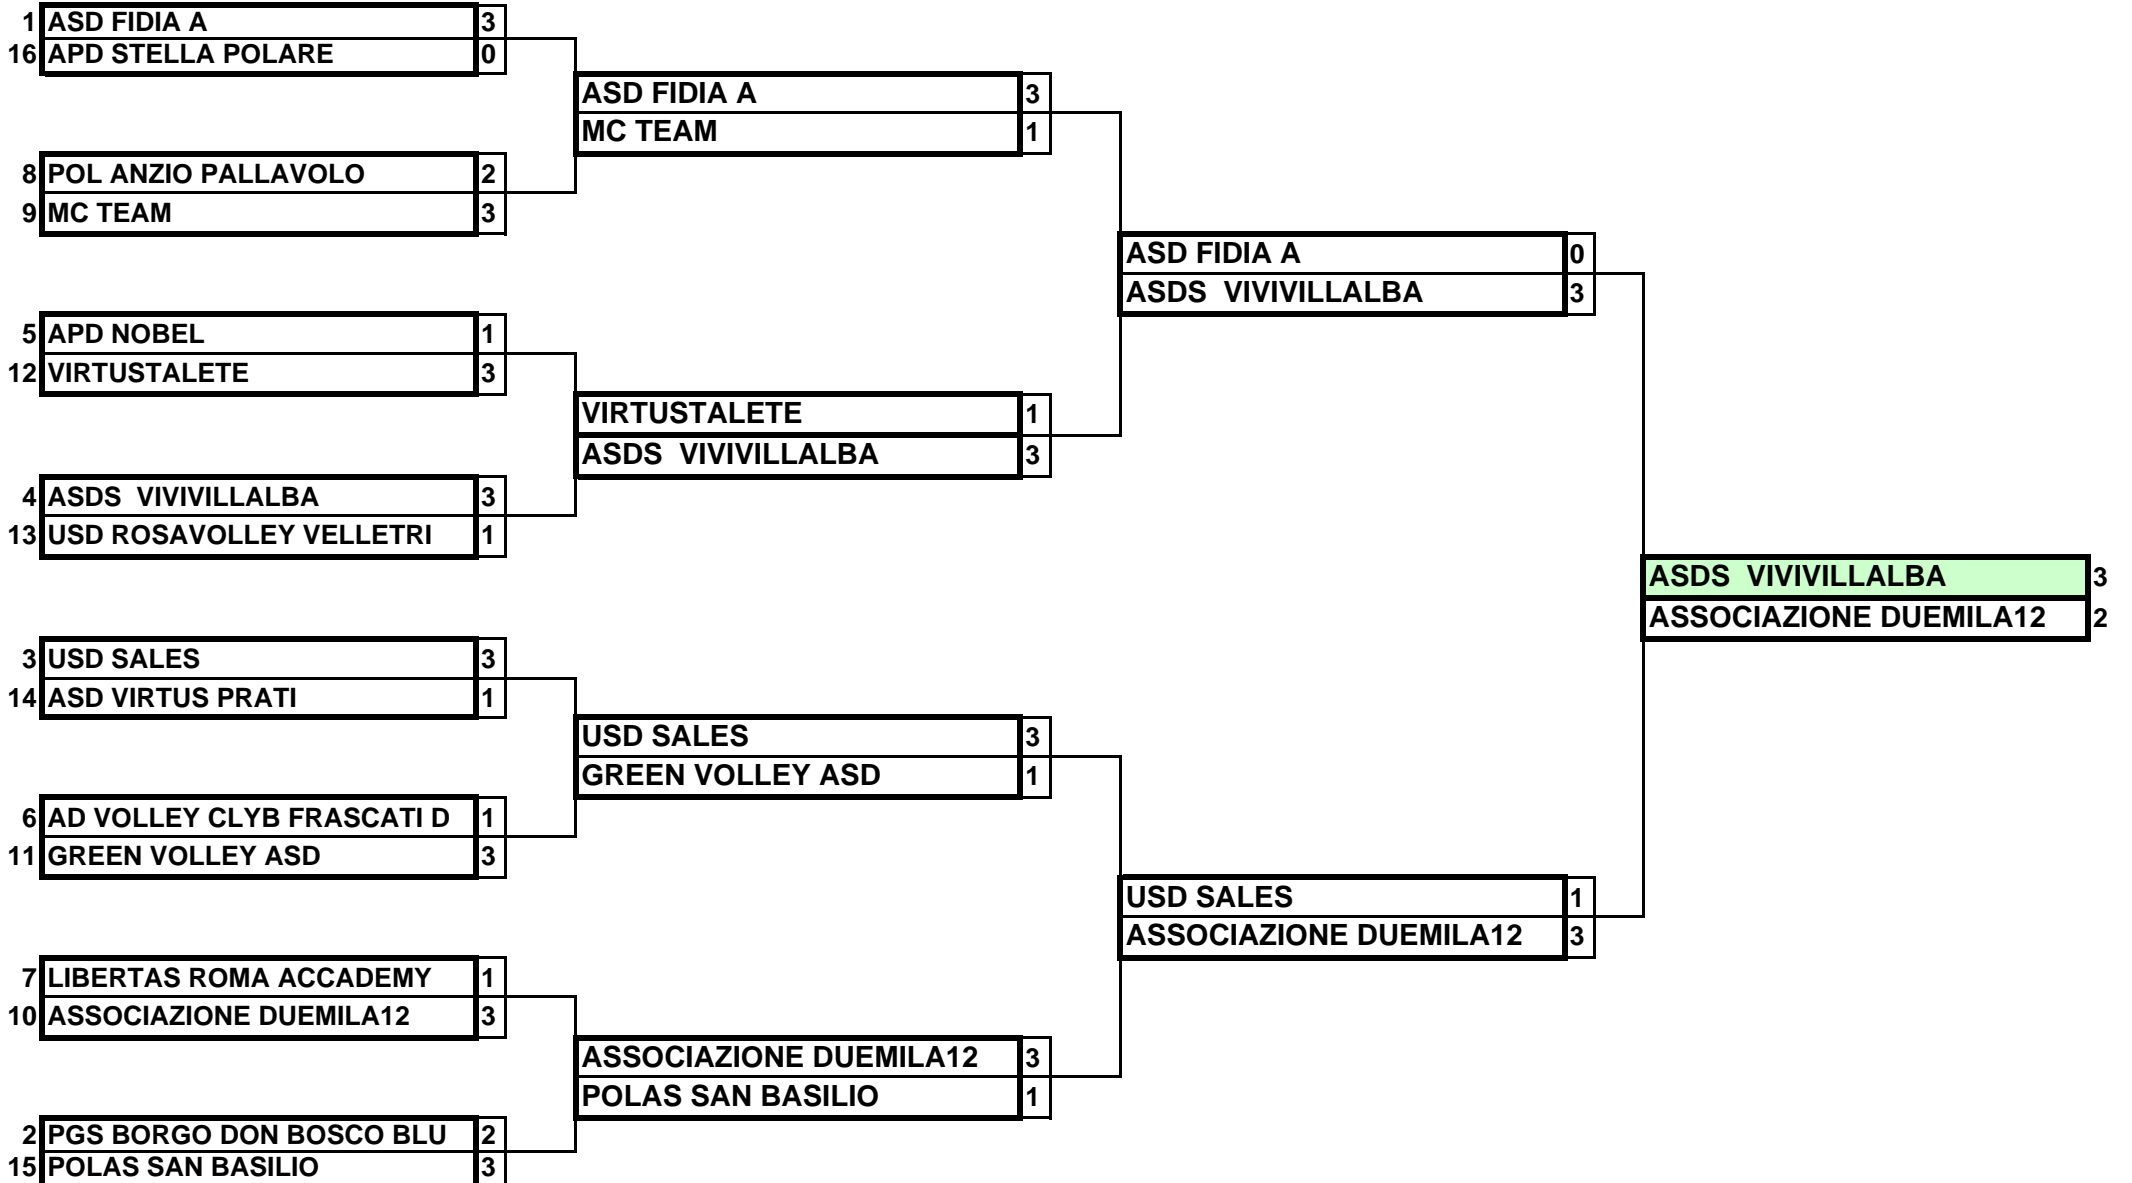 1 ASD FIDIA A 3
16 APD STELLA POLARE 0
ASD FIDIA A 3
MC TEAM 1
8 POL ANZIO PALLAVOLO 2
9 MC TEAM 3
ASD FIDIA A 0
ASDS  VIVIVILLALBA 3
5 APD NOBEL 1
12 VIRTUSTALETE 3
VIRTUSTALETE 1
ASDS  VIVIVILLALBA 3
4 ASDS  VIVIVILLALBA 3
13 USD ROSAVOLLEY VELLETRI 1
ASDS  VIVIVILLALBA 3
ASSOCIAZIONE DUEMILA12 2
3 USD SALES 3
14 ASD VIRTUS PRATI 1
USD SALES 3
GREEN VOLLEY ASD 1
6 AD VOLLEY CLYB FRASCATI D 1
11 GREEN VOLLEY ASD 3
USD SALES 1
ASSOCIAZIONE DUEMILA12 3
7 LIBERTAS ROMA ACCADEMY 1
10 ASSOCIAZIONE DUEMILA12 3
ASSOCIAZIONE DUEMILA12 3
POLAS SAN BASILIO 1
2 PGS BORGO DON BOSCO BLU 2
15 POLAS SAN BASILIO 3